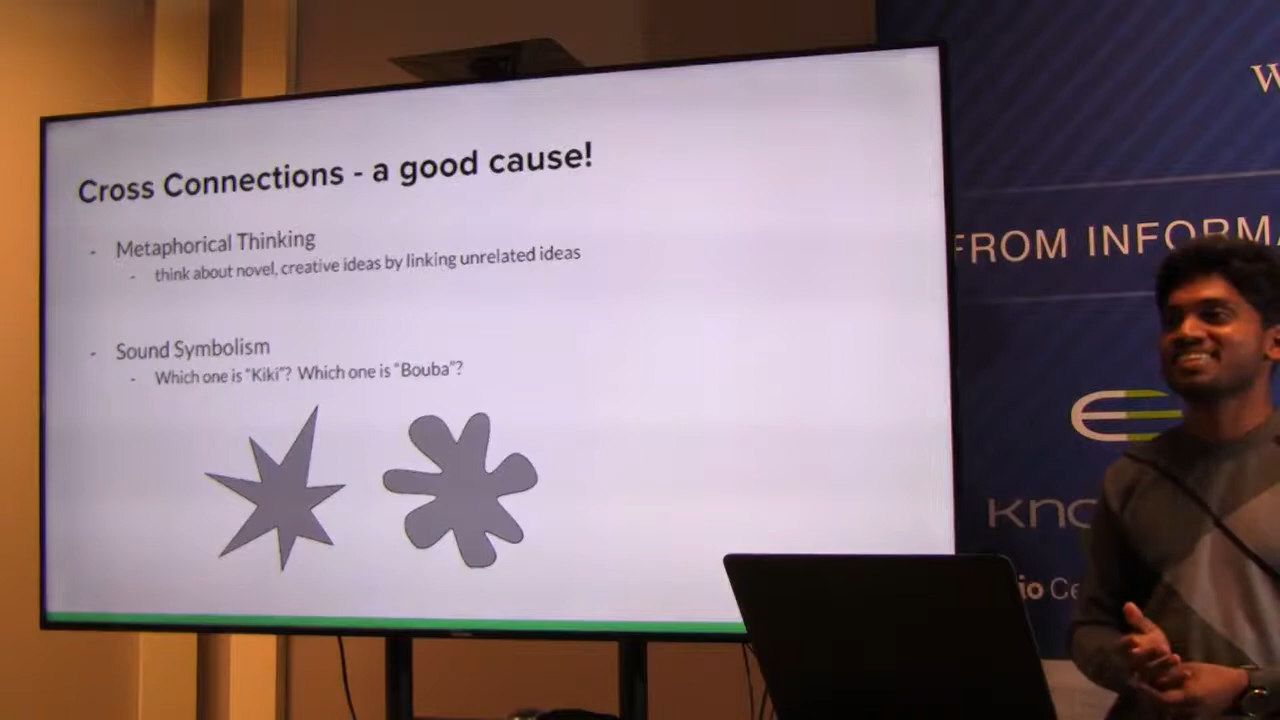 Cross Connections - a good cause!
- Metaphorical Thinking
- think about novel, creative ideas by linking unrelated ideas
- Sound Symbolism
- Which one is "Kiki"? Which one is "Bouba"?
W
FROM INFORMA
KNO
io Ce